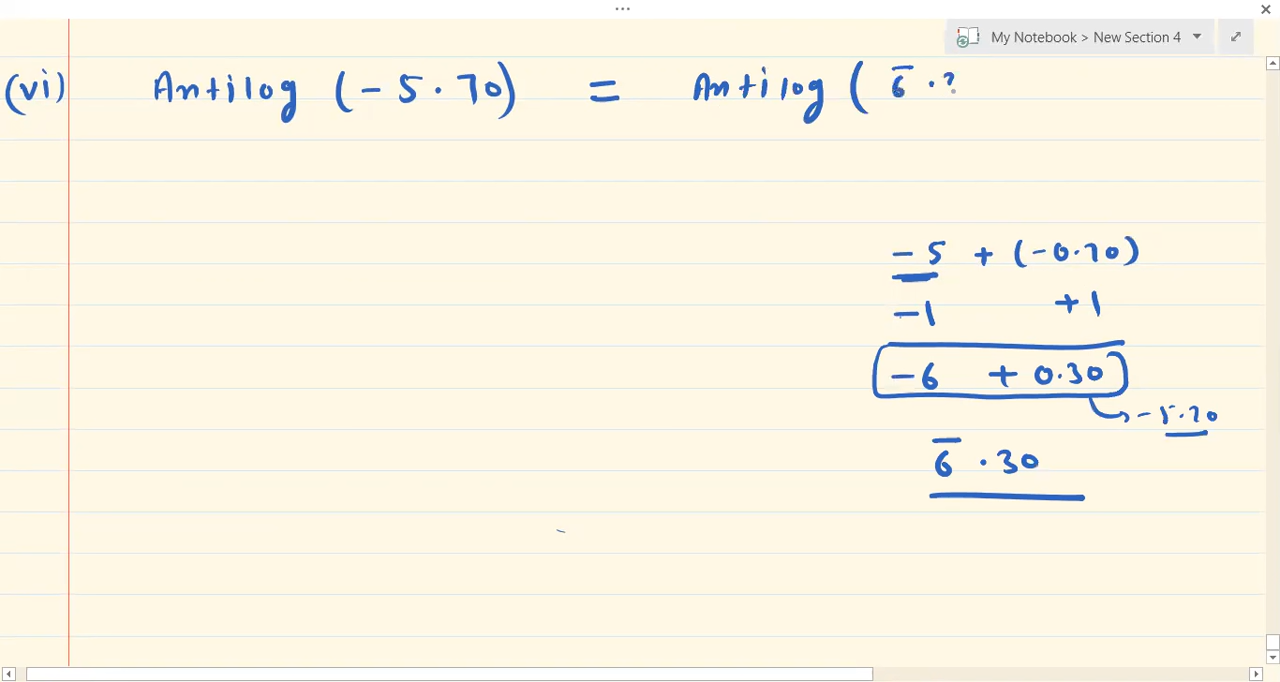 My Notebook > New Section 4
(vi) Antilog (-5.70) = Antilog ( 6̅ .
-5 + (-0.70)
-1 +1
-6 + 0.30
-5.70
6̅ .30